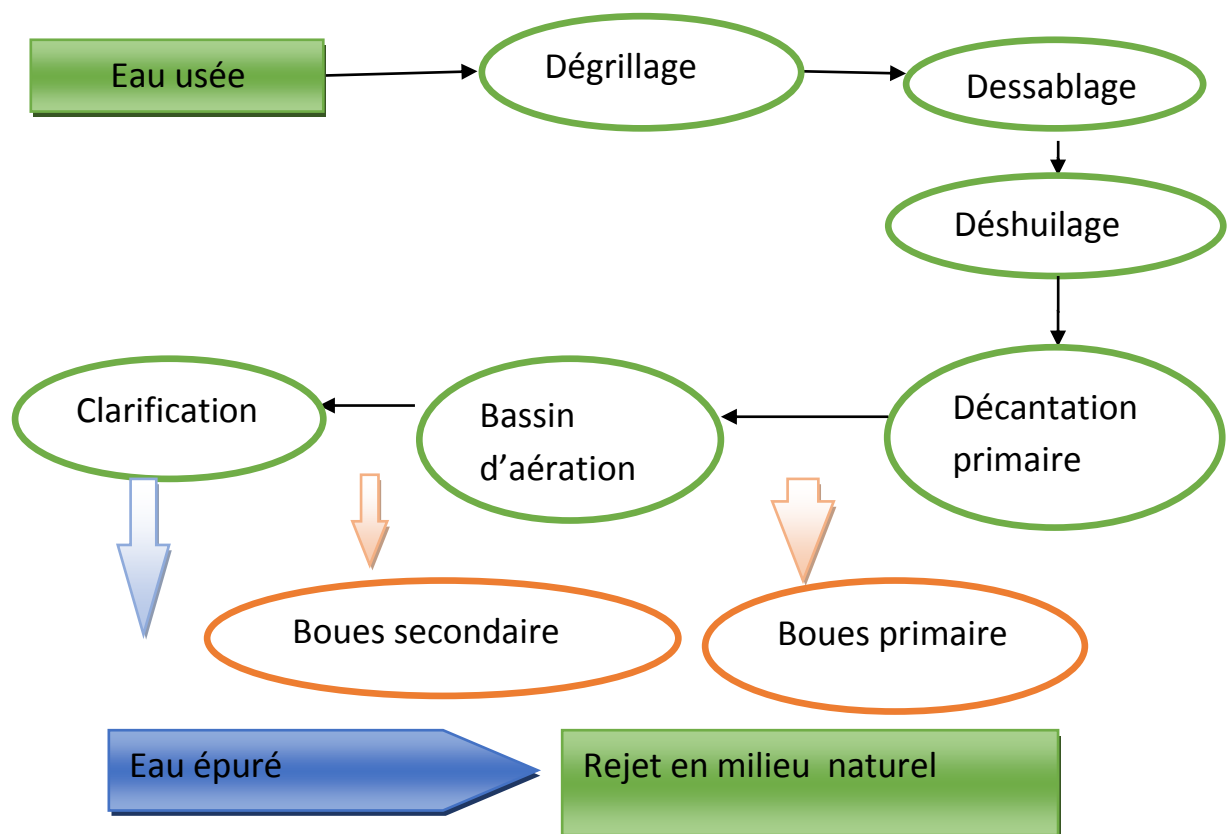 Eau usée
Dégrillage
Dessablage
Déshuilage
Décantation
primaire
Bassin
d’aération
Clarification
Boues secondaire
Boues primaire
Eau épuré
Rejet en milieu naturel